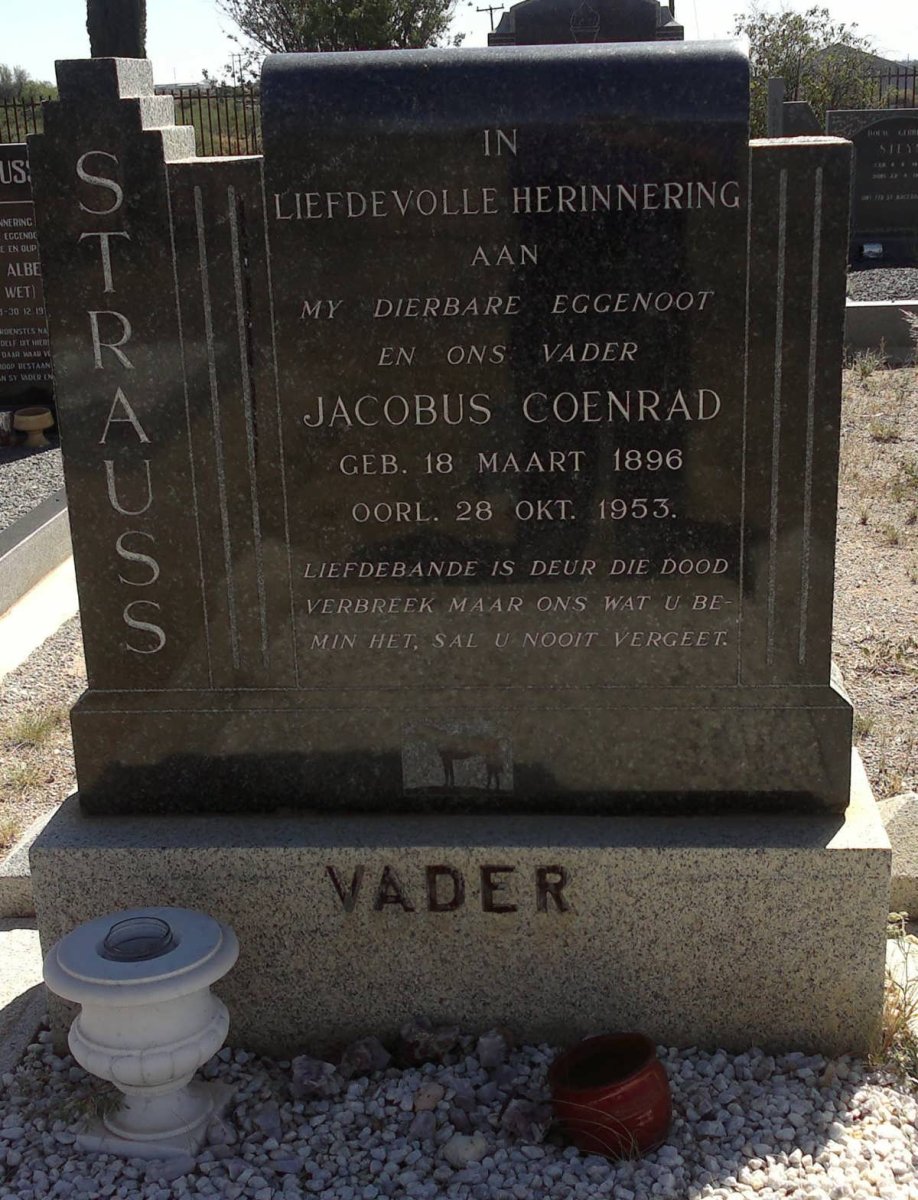 STRAUSS
IN
LIEFDEVOLLE HERINNERING
AAN
MY DIERBARE EGGENOOT
EN ONS VADER
JACOBUS COENRAD
GEB. 18 MAART 1896
OORL. 28 OKT. 1953.
LIEFDEBANDE IS DEUR DIE DOOD
VERBREEK MAAR ONS WAT U BE-
MIN HET, SAL U NOOIT VERGEET.
VADER